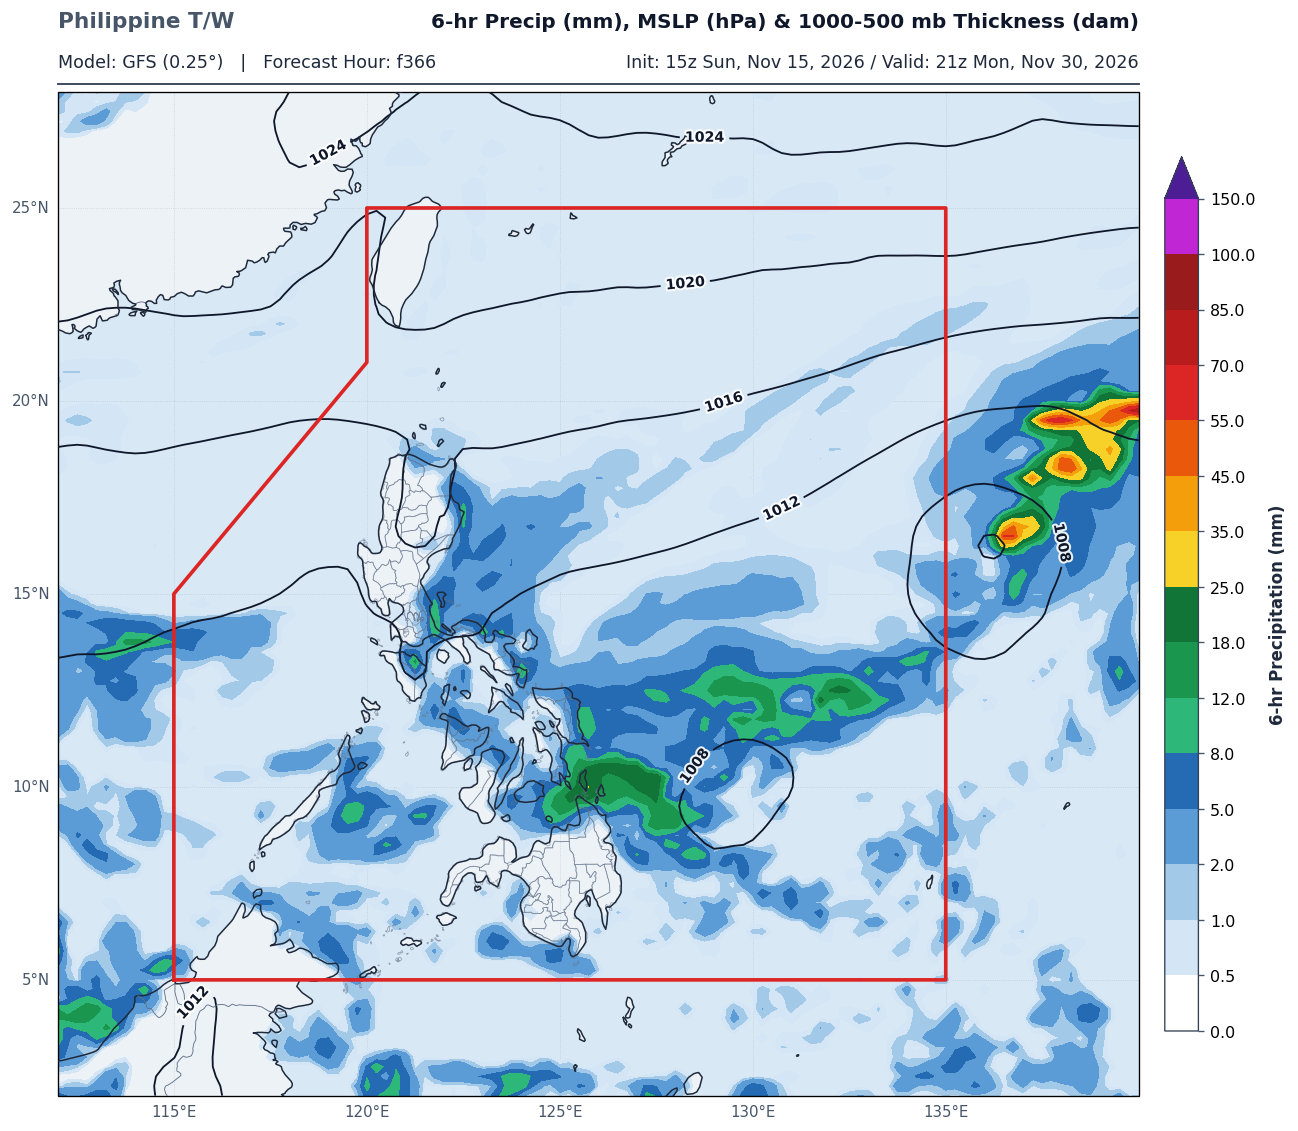 Philippine T/W
6-hr Precip (mm), MSLP (hPa) & 1000-500 mb Thickness (dam)
Model: GFS (0.25°) | Forecast Hour: f366
Init: 15z Sun, Nov 15, 2026 / Valid: 21z Mon, Nov 30, 2026
1024
1024
1020
1016
1012
1008
1008
1012
25°N
20°N
15°N
10°N
5°N
115°E
120°E
125°E
130°E
135°E
150.0
100.0
85.0
70.0
55.0
45.0
35.0
25.0
18.0
12.0
8.0
5.0
2.0
1.0
0.5
0.0
6-hr Precipitation (mm)